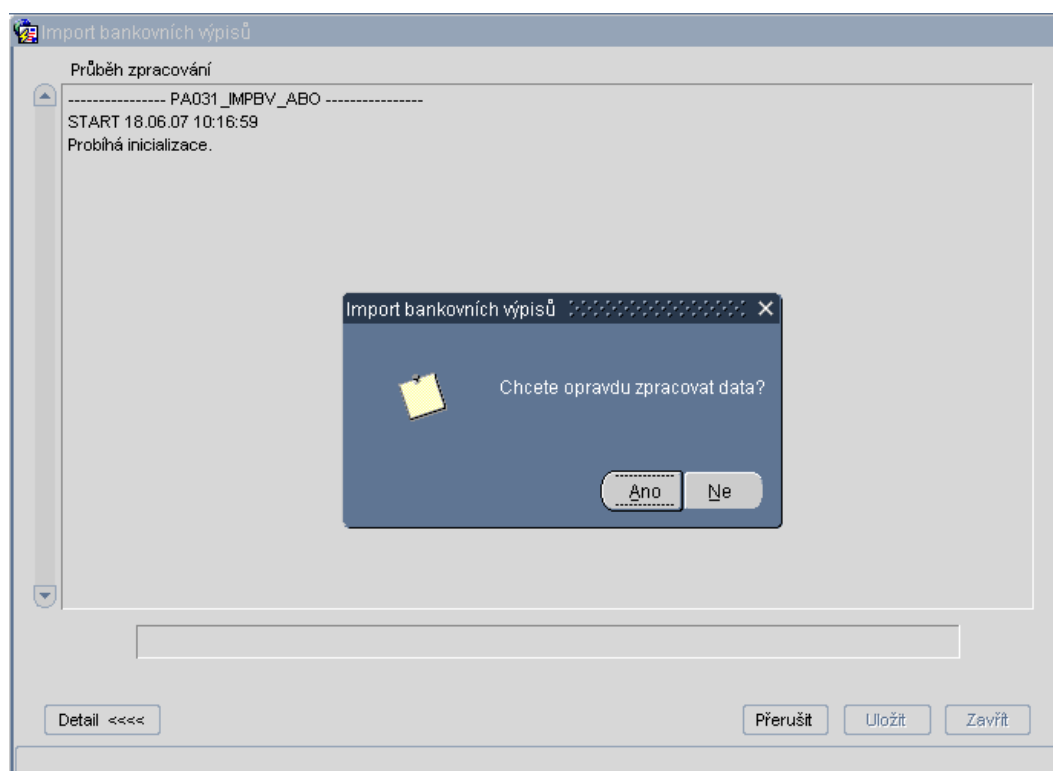 Import bankovních výpisů
Průběh zpracování
---------------- PA031_IMPBV_ABO ----------------
START 18.06.07 10:16:59
Probíhá inicializace.
Import bankovních výpisů
Chcete opravdu zpracovat data?
Ano Ne
Detail <<<<
Přerušit Uložit Zavřít